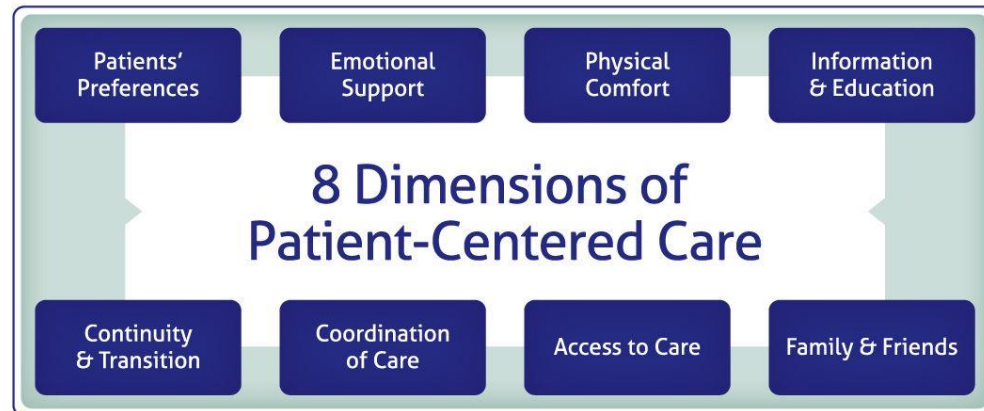 Patients'
Preferences
Emotional
Support
Physical
Comfort
Information
& Education
8 Dimensions of
Patient-Centered Care
Continuity
& Transition
Coordination
of Care
Access to Care
Family & Friends